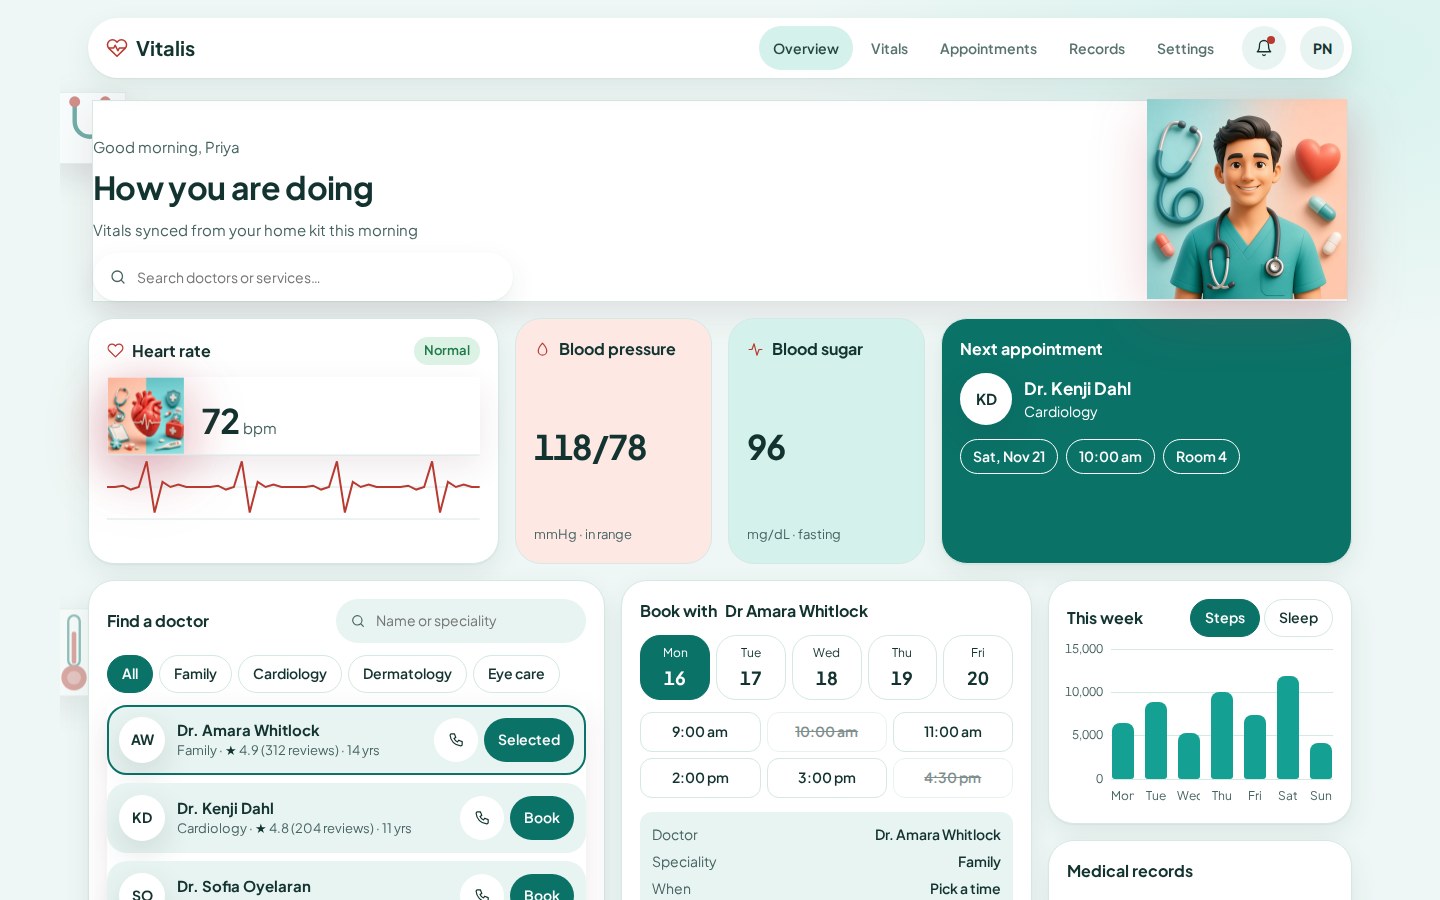 Vitalis
Overview Vitals Appointments Records Settings PN
Good morning, Priya
How you are doing
Vitals synced from your home kit this morning
Search doctors or services...
Heart rate Normal
72 bpm
Blood pressure
118/78
mmHg · in range
Blood sugar
96
mg/dL · fasting
Next appointment
KD Dr. Kenji Dahl
Cardiology
Sat, Nov 21 10:00 am Room 4
Find a doctor Name or speciality
All Family Cardiology Dermatology Eye care
AW Dr. Amara Whitlock
Family · ★ 4.9 (312 reviews) · 14 yrs
Selected
KD Dr. Kenji Dahl
Cardiology · ★ 4.8 (204 reviews) · 11 yrs
Book
SO Dr. Sofia Oyelaran
Book
Book with Dr Amara Whitlock
Mon Tue Wed Thu Fri
16 17 18 19 20
9:00 am 10:00 am 11:00 am
2:00 pm 3:00 pm 4:30 pm
Doctor Dr. Amara Whitlock
Speciality Family
When Pick a time
This week Steps Sleep
15,000
10,000
5,000
0
Mon Tue Wed Thu Fri Sat Sun
Medical records